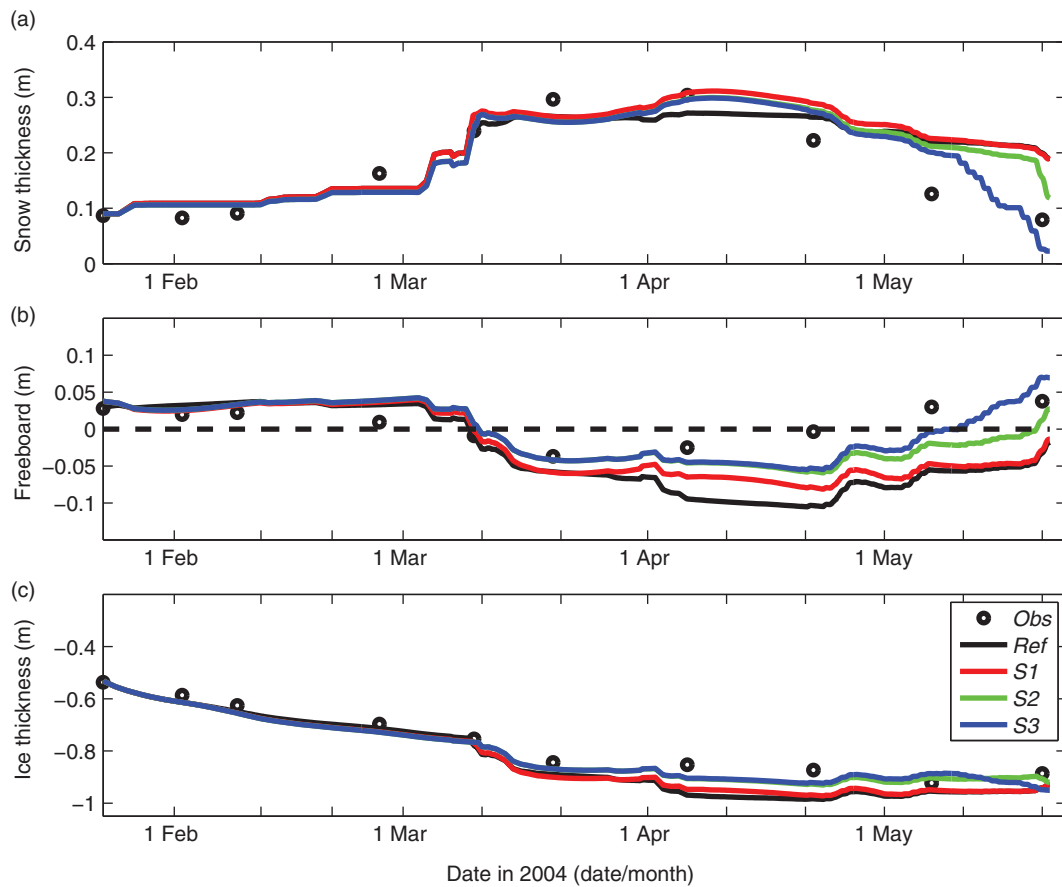 (a)
Snow thickness (m)
0.4
0.3
0.2
0.1
0
1 Feb 1 Mar 1 Apr 1 May
(b)
Freeboard (m)
0.1
0.05
0
−0.05
−0.1
1 Feb 1 Mar 1 Apr 1 May
(c)
Ice thickness (m)
−0.4
−0.6
−0.8
−1
Obs
Ref
S1
S2
S3
1 Feb 1 Mar 1 Apr 1 May
Date in 2004 (date/month)